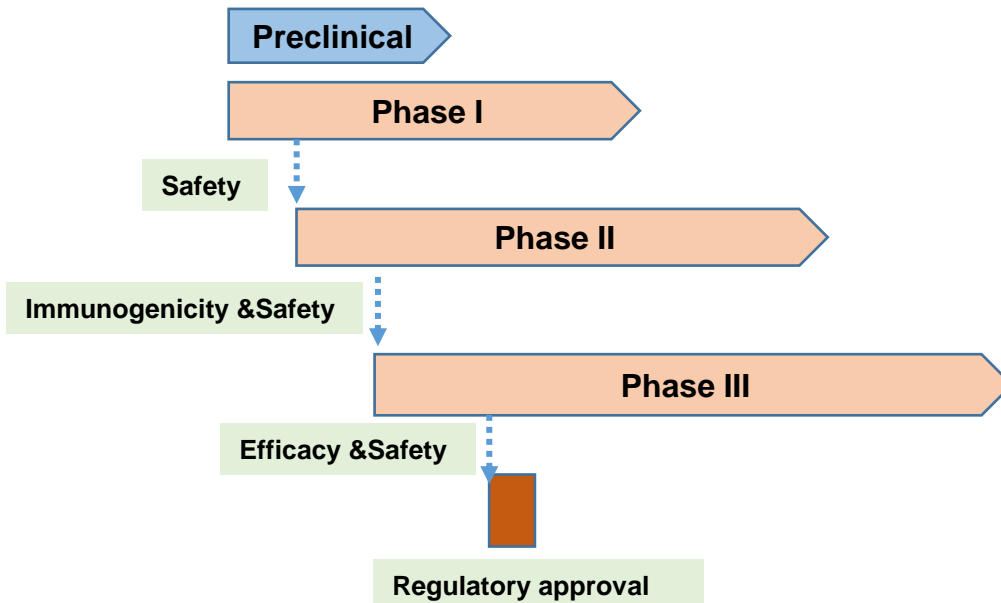 Preclinical
Phase I
Safety
Phase II
Immunogenicity &Safety
Phase III
Efficacy &Safety
Regulatory approval